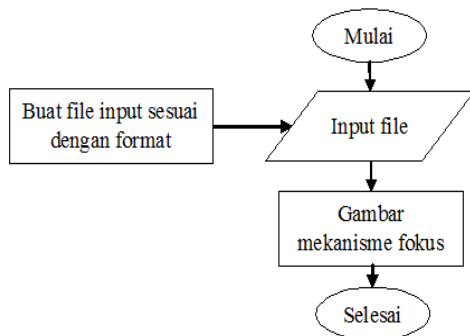 Mulai
Buat file input sesuai
dengan format
Input file
Gambar
mekanisme fokus
Selesai